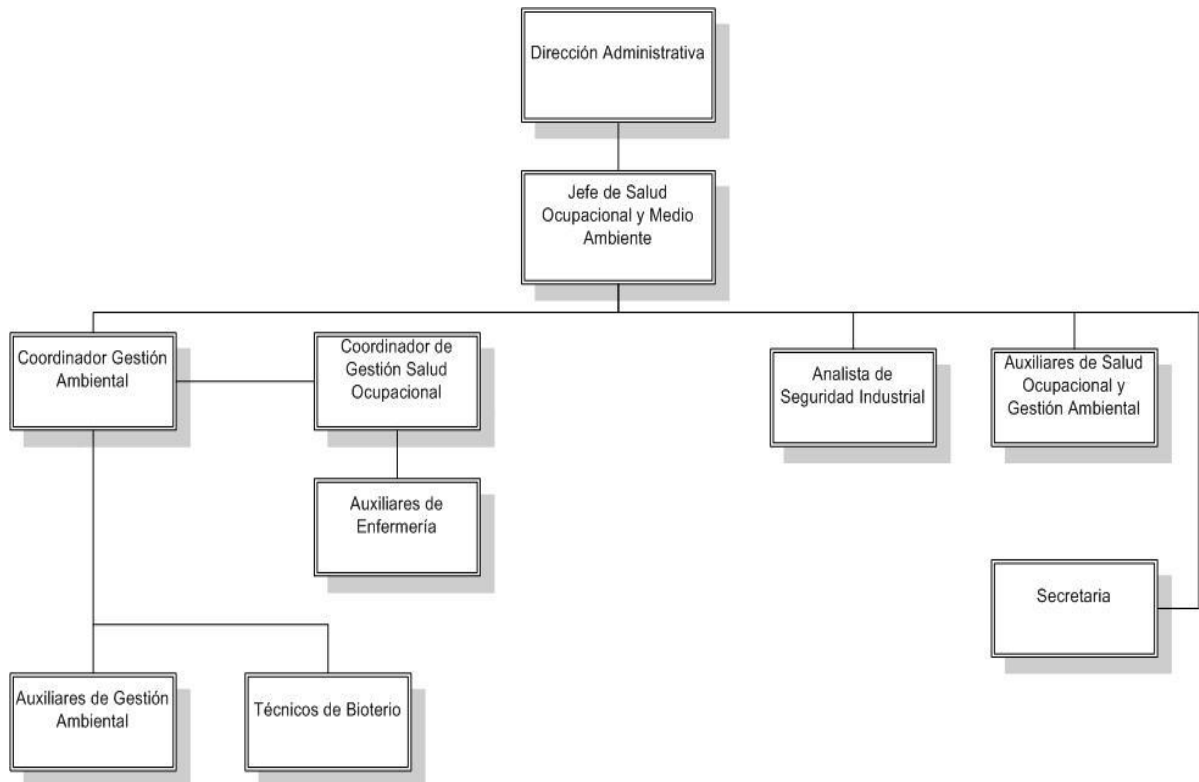 Dirección Administrativa
Jefe de Salud
Ocupacional y Medio
Ambiente
Coordinador Gestión
Ambiental
Coordinador de
Gestión Salud
Ocupacional
Analista de
Seguridad Industrial
Auxiliares de Salud
Ocupacional y
Gestión Ambiental
Auxiliares de
Enfermería
Secretaria
Auxiliares de Gestión
Ambiental
Técnicos de Bioterio